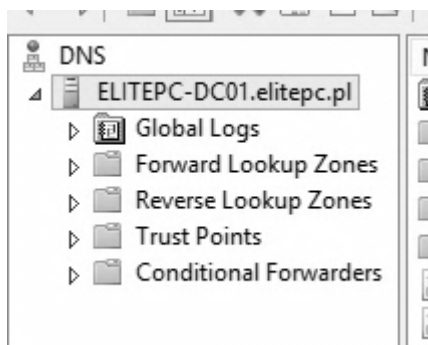 DNS
ELITEPC-DC01.elitepc.pl
Global Logs
Forward Lookup Zones
Reverse Lookup Zones
Trust Points
Conditional Forwarders